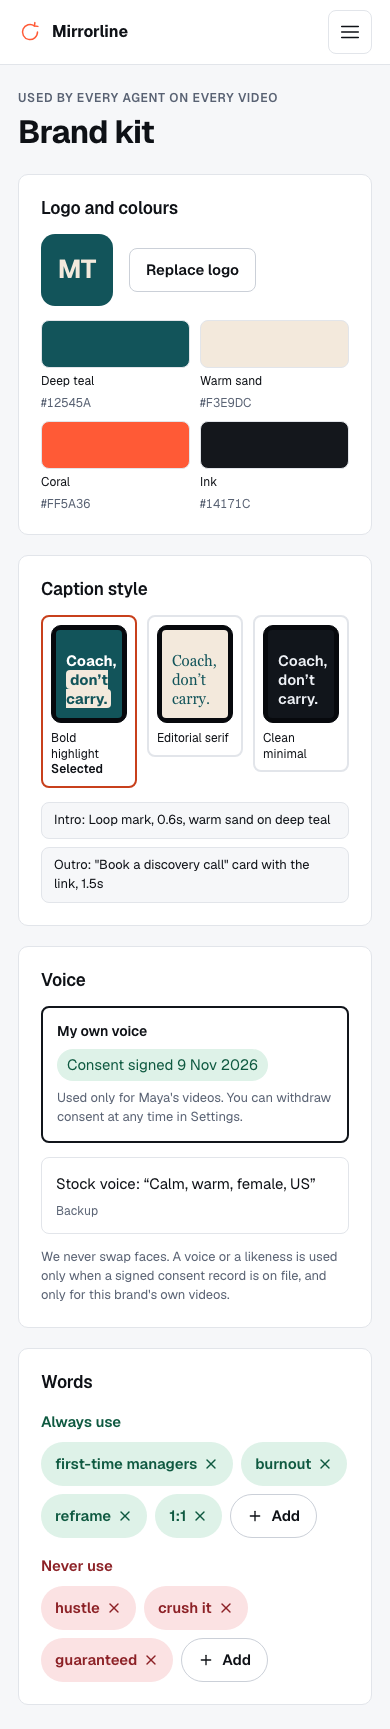 Mirrorline
USED BY EVERY AGENT ON EVERY VIDEO
Brand kit
Logo and colours
MT
Replace logo
Deep teal
#12545A
Warm sand
#F3E9DC
Coral
#FF5A36
Ink
#14171C
Caption style
Coach,
don’t
carry.
Bold
highlight
Selected
Coach,
don’t
carry.
Editorial serif
Coach,
don’t
carry.
Clean
minimal
Intro: Loop mark, 0.6s, warm sand on deep teal
Outro: "Book a discovery call" card with the
link, 1.5s
Voice
My own voice
Consent signed 9 Nov 2026
Used only for Maya's videos. You can withdraw
consent at any time in Settings.
Stock voice: “Calm, warm, female, US”
Backup
We never swap faces. A voice or a likeness is used
only when a signed consent record is on file, and
only for this brand's own videos.
Words
Always use
first-time managers
burnout
reframe
1:1
Add
Never use
hustle
crush it
guaranteed
Add